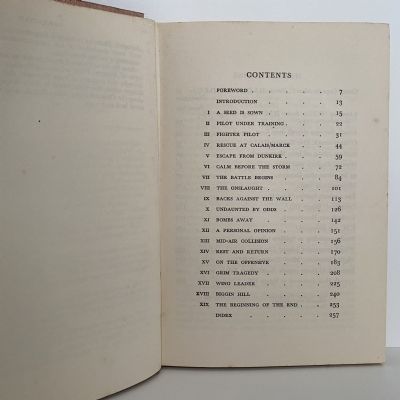 CONTENTS
FOREWORD . . . . . 7
INTRODUCTION . . . . 13
I A SEED IS SOWN . . . . 15
II PILOT UNDER TRAINING . . . 22
III FIGHTER PILOT . . . . 31
IV RESCUE AT CALAIS/MARCK . . . 44
V ESCAPE FROM DUNKIRK . . . 59
VI CALM BEFORE THE STORM . . . 72
VII THE BATTLE BEGINS . . . . 84
VIII THE ONSLAUGHT . . . . 101
IX BACKS AGAINST THE WALL . . . 113
X UNDAUNTED BY ODDS . . . . 126
XI BOMBS AWAY . . . . . 142
XII A PERSONAL OPINION . . . . 151
XIII MID-AIR COLLISION . . . . 156
XIV REST AND RETURN . . . . 170
XV ON THE OFFENSIVE . . . . 183
XVI GRIM TRAGEDY . . . . 208
XVII WING LEADER . . . . 225
XVIII BIGGIN HILL . . . . 240
XIX THE BEGINNING OF THE END . . . 253
INDEX . . . . . 257